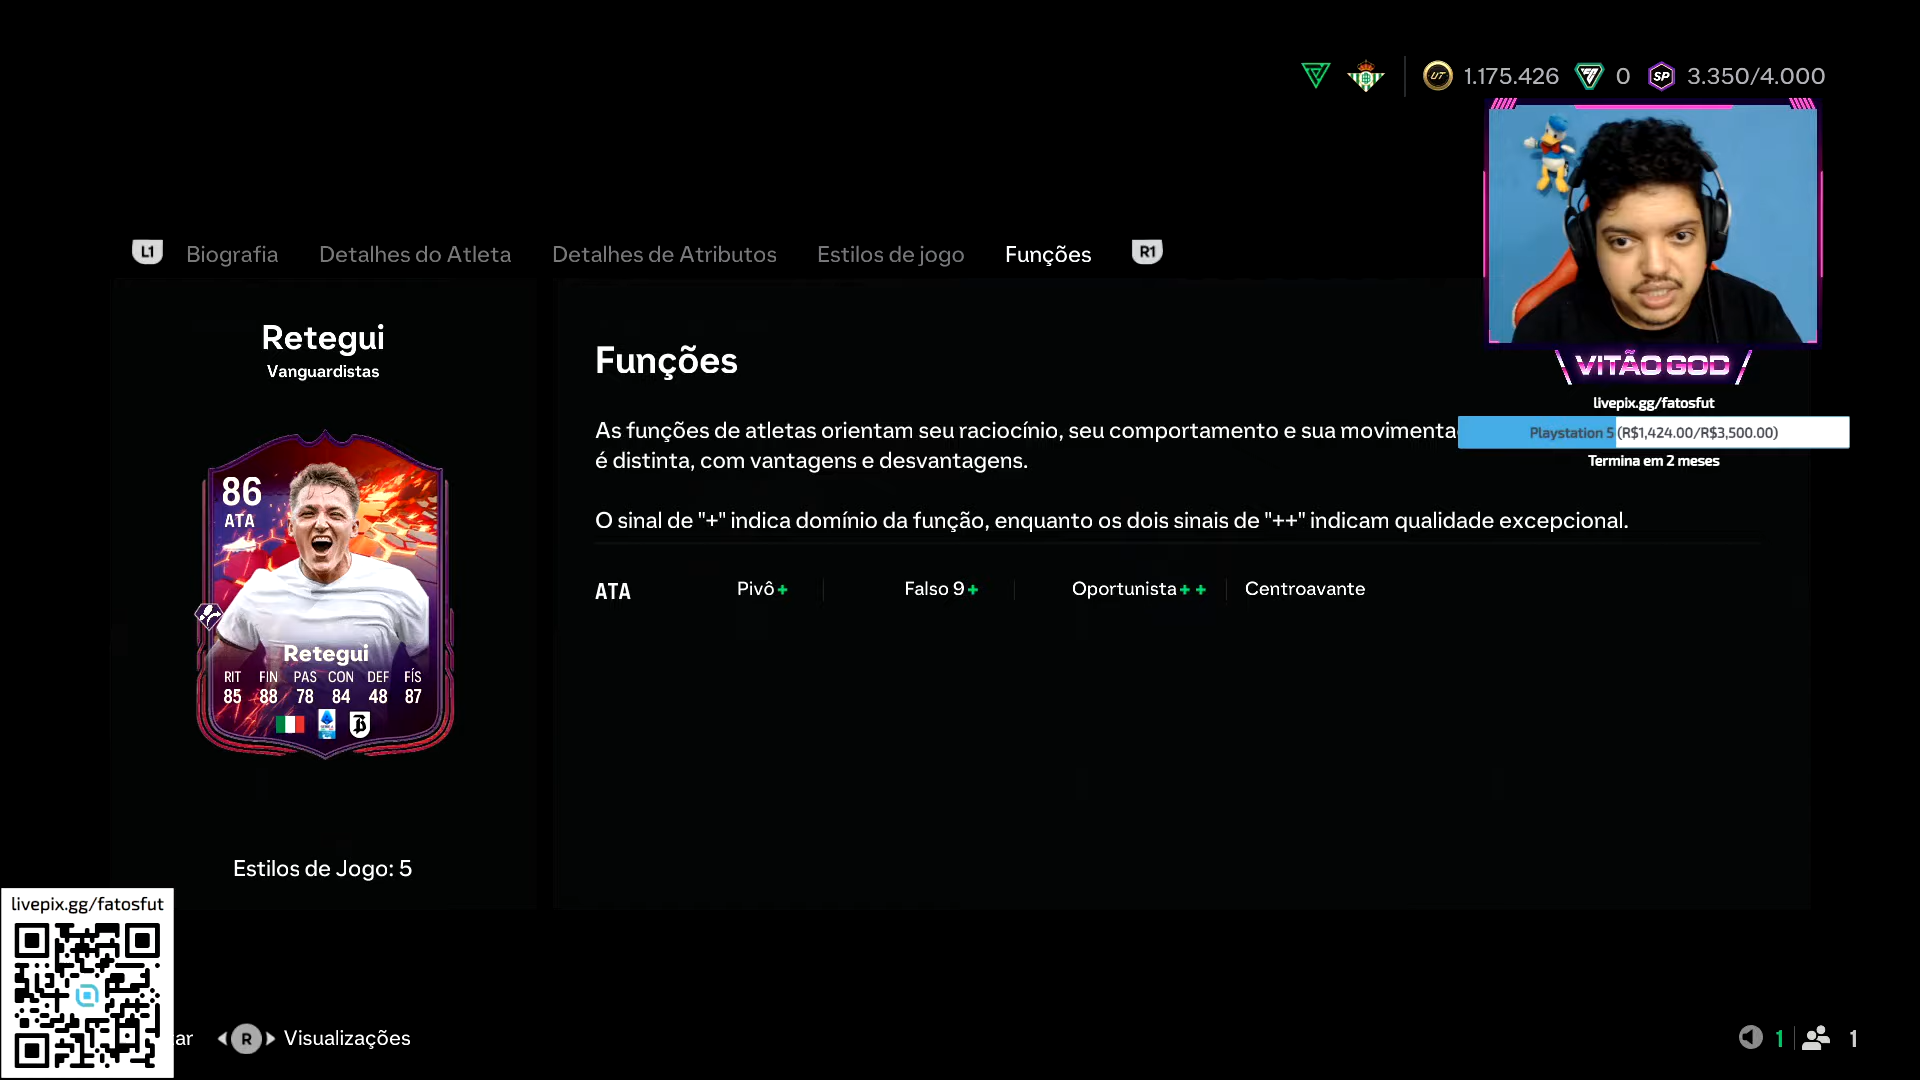 1.175.426 0 SP 3.350/4.000
L1 Biografia Detalhes do Atleta Detalhes de Atributos Estilos de jogo Funções R1
VITÃO GOD
livepix.gg/fatosfut
Playstation 5 (R$1,424.00/R$3,500.00)
Termina em 2 meses
Retegui
Vanguardistas
86
ATA
Retegui
RIT FIN PAS CON DEF FÍS
85 88 78 84 48 87
Estilos de Jogo: 5
Funções
As funções de atletas orientam seu raciocínio, seu comportamento e sua
é distinta, com vantagens e desvantagens.
O sinal de "+" indica domínio da função, enquanto os dois sinais de "++" indicam qualidade excepcional.
ATA Pivô+ Falso 9+ Oportunista++ Centroavante
livepix.gg/fatosfut
R Visualizações
1 1